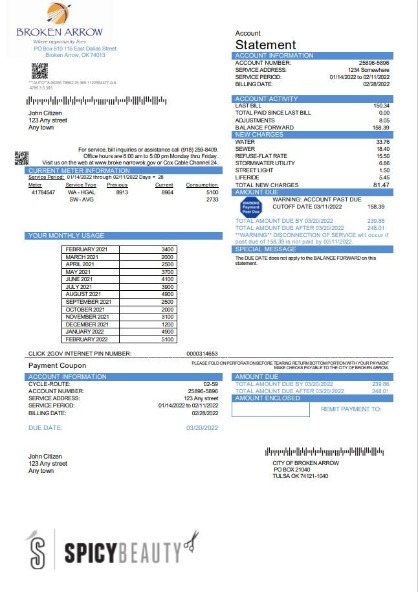 BROKEN ARROW
Where opportunity lives
PO Box 610 115 East Dallas Street
Broken Arrow, OK 74013
John Citizen
123 Any street
Any town
For service, bill inquiries or assistance call (918) 259-8409.
Office hours are 8:00 am to 5:00 pm Monday thru Friday.
Visit us on the web at www.broke narrowok.gov or Cox Cable Channel 24.
CURRENT METER INFORMATION
Service Period: 01/14/2022 through 02/11/2022 Days = 28
Meter Service Type Previous Current Consumption
41764547 WA - HGAL 8913 8964 5100
SW - AVG 2733
YOUR MONTHLY USAGE
FEBRUARY 2021 3400
MARCH 2021 2000
APRIL 2021 2500
MAY 2021 3700
JUNE 2021 4100
JULY 2021 3900
AUGUST 2021 4900
SEPTEMBER 2021 2600
OCTOBER 2021 2000
NOVEMBER 2021 3100
DECEMBER 2021 1200
JANUARY 2022 4900
FEBRUARY 2022 5100
Account
Statement
ACCOUNT INFORMATION
ACCOUNT NUMBER: 25896-5896
SERVICE ADDRESS: 1234 Somewhere
SERVICE PERIOD: 01/14/2022 to 02/11/2022
BILLING DATE: 02/28/2022
ACCOUNT ACTIVITY
LAST BILL 150.34
TOTAL PAID SINCE LAST BILL 0.00
ADJUSTMENTS 8.05
BALANCE FORWARD 158.39
NEW CHARGES
WATER 33.76
SEWER 18.40
REFUSE-FLAT RATE 15.50
STORMWATER UTILITY 6.86
STREET LIGHT 1.50
LIFERIDE 5.45
TOTAL NEW CHARGES 81.47
AMOUNT DUE
WARNING: ACCOUNT PAST DUE
CUTOFF DATE 03/11/2022 158.39
TOTAL AMOUNT DUE BY 03/20/2022 239.86
TOTAL AMOUNT DUE AFTER 03/20/2022 248.01
**WARNING** DISCONNECTION OF SERVICE will occur if
past due of 158.39 is not paid by 03/11/2022.
SPECIAL MESSAGE
The DUE DATE does not apply to the BALANCE FORWARD on this
statement.
CLICK 2GOV INTERNET PIN NUMBER: 0000314653
PLEASE FOLD ON PERFORATION BEFORE TEARING RETURN BOTTOM PORTION WITH YOUR PAYMENT
MAKE CHECKS PAYABLE TO THE CITY OF BROKEN ARROW.
Payment Coupon
ACCOUNT INFORMATION
CYCLE-ROUTE: 02-59
ACCOUNT NUMBER: 25896-5896
SERVICE ADDRESS: 123 Any street
SERVICE PERIOD: 01/14/2022 to 02/11/2022
BILLING DATE: 02/28/2022
DUE DATE: 03/20/2022
AMOUNT DUE
TOTAL AMOUNT DUE BY 03/20/2022 239.86
TOTAL AMOUNT DUE AFTER 03/20/2022 248.01
AMOUNT ENCLOSED
REMIT PAYMENT TO:
John Citizen
123 Any street
Any town
CITY OF BROKEN ARROW
PO BOX 21040
TULSA OK 74121-1040
SPICYBEAUTY